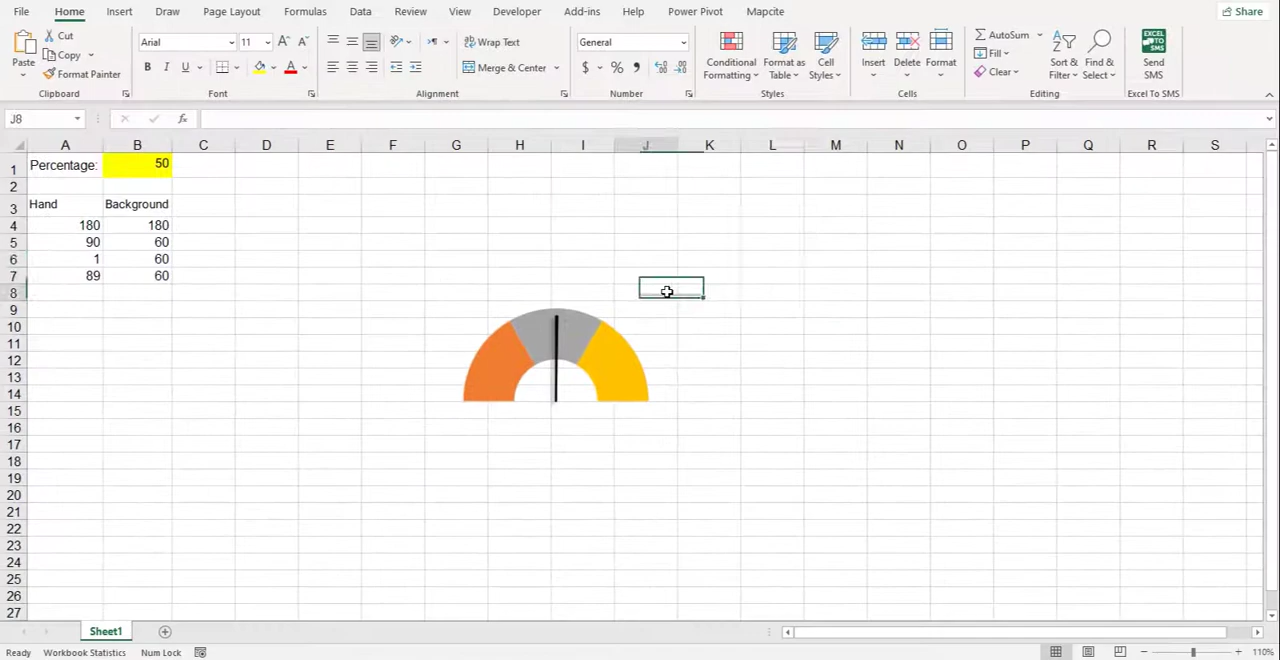 File Home Insert Draw Page Layout Formulas Data Review View Developer Add-ins Help Power Pivot Mapcite Share
Paste Cut Copy Format Painter
Clipboard
Arial 11 A A
B I U A
Font
Wrap Text
Merge & Center
Alignment
General
$ % ,
Number
Conditional Formatting
Format as Table
Cell Styles
Styles
Insert Delete Format
Cells
AutoSum
Fill
Clear
Sort & Filter
Find & Select
Editing
EXCEL TO SMS
Send SMS
Excel To SMS
J8 fx
A B C D E F G H I J K L M N O P Q R S
1 Percentage: 50
2
3 Hand Background
4 180 180
5 90 60
6 1 60
7 89 60
8
9
10
11
12
13
14
15
16
17
18
19
20
21
22
23
24
25
26
27
Sheet1
Ready Workbook Statistics Num Lock 110%